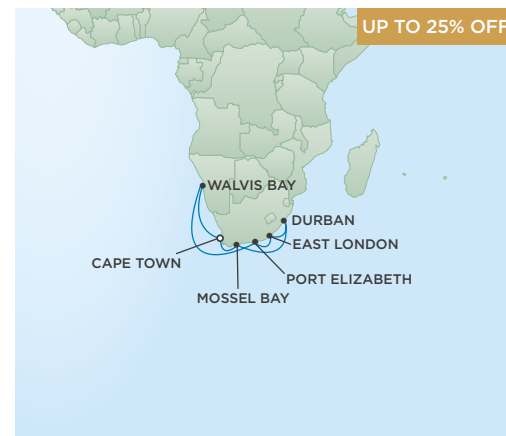 UP TO 25% OFF
WALVIS BAY
DURBAN
EAST LONDON
CAPE TOWN
PORT ELIZABETH
MOSSEL BAY